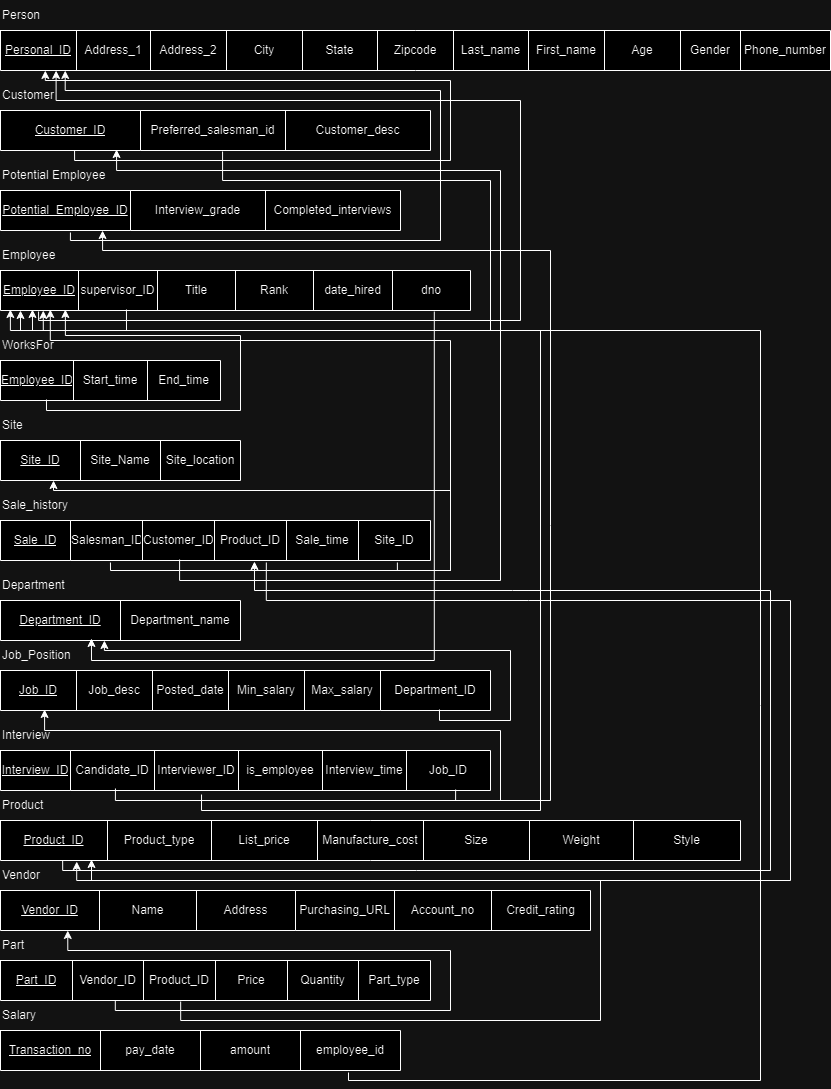 Person
Personal_ID Address_1 Address_2 City State Zipcode Last_name First_name Age Gender Phone_number
Customer
Customer_ID Preferred_salesman_id Customer_desc
Potential Employee
Potential_Employee_ID Interview_grade Completed_interviews
Employee
Employee_ID supervisor_ID Title Rank date_hired dno
WorksFor
Employee_ID Start_time End_time
Site
Site_ID Site_Name Site_location
Sale_history
Sale_ID Salesman_ID Customer_ID Product_ID Sale_time Site_ID
Department
Department_ID Department_name
Job_Position
Job_ID Job_desc Posted_date Min_salary Max_salary Department_ID
Interview
Interview_ID Candidate_ID Interviewer_ID is_employee Interview_time Job_ID
Product
Product_ID Product_type List_price Manufacture_cost Size Weight Style
Vendor
Vendor_ID Name Address Purchasing_URL Account_no Credit_rating
Part
Part_ID Vendor_ID Product_ID Price Quantity Part_type
Salary
Transaction_no pay_date amount employee_id